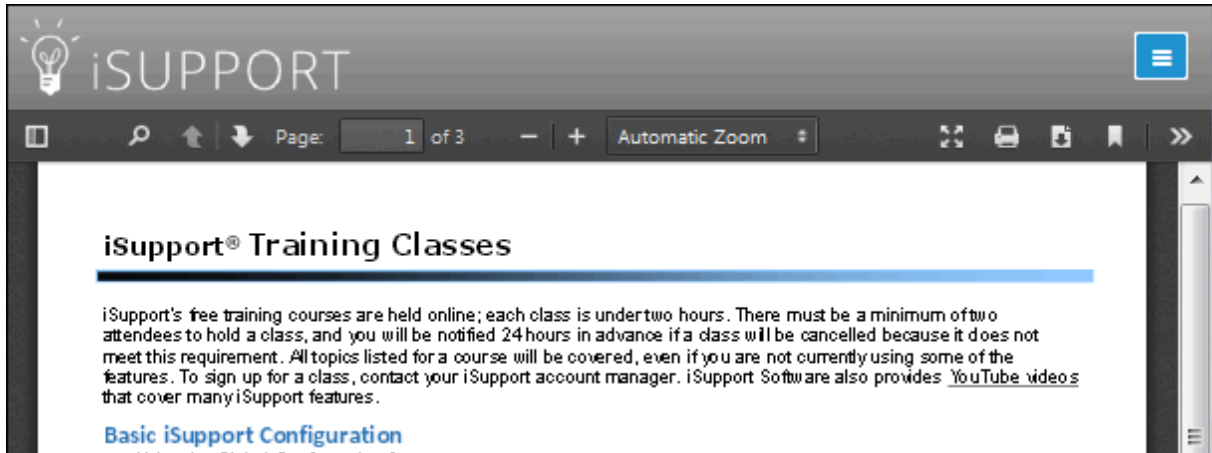 iSUPPORT
Page: 1 of 3 Automatic Zoom
iSupport® Training Classes
iSupport's free training courses are held online; each class is under two hours. There must be a minimum of two
attendees to hold a class, and you will be notified 24 hours in advance if a class will be cancelled because it does not
meet this requirement. All topics listed for a course will be covered, even if you are not currently using some of the
features. To sign up for a class, contact your iSupport account manager. iSupport Software also provides YouTube videos
that cover many iSupport features.
Basic iSupport Configuration